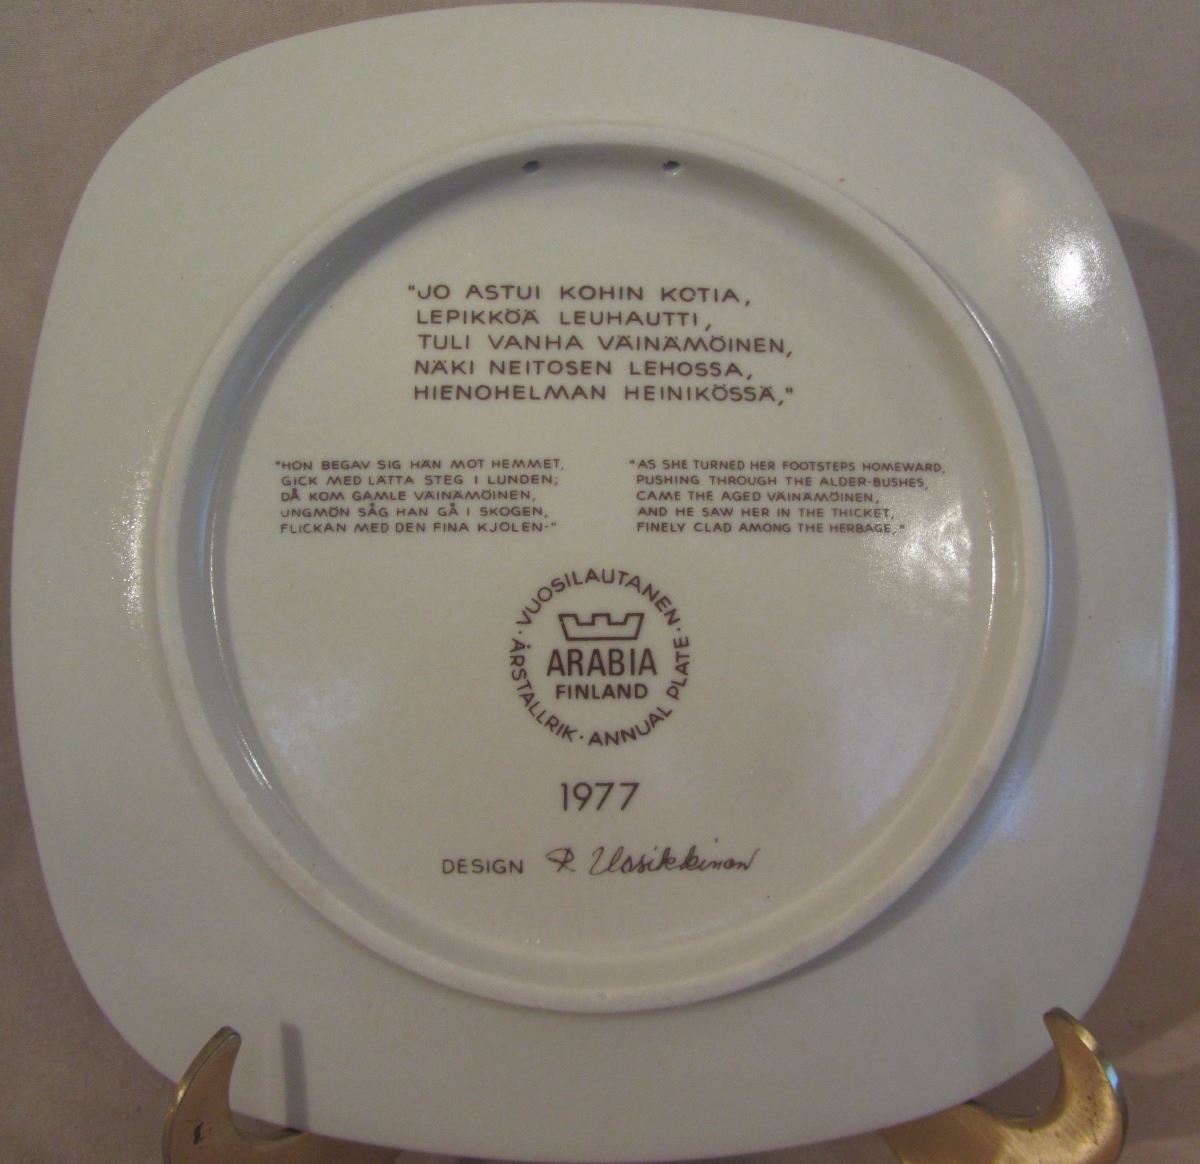 "JO ASTUI KOHIN KOTIA,
LEPIKKÖÄ LEUHAUTTI,
TULI VANHA VÄINÄMÖINEN,
NÄKI NEITOSEN LEHOSSA,
HIENOHELMAN HEINIKÖSSÄ,"
"HON BEGAV SIG HÄN MOT HEMMET,
GICK MED LÄTTA STEG I LUNDEN;
DÅ KOM GAMLE VÄINÄMÖINEN,
UNGMÖN SÅG HAN GÅ I SKOGEN,
FLICKAN MED DEN FINA KJOLEN-"
"AS SHE TURNED HER FOOTSTEPS HOMEWARD,
PUSHING THROUGH THE ALDER-BUSHES,
CAME THE AGED VÄINÄMÖINEN,
AND HE SAW HER IN THE THICKET,
FINELY CLAD AMONG THE HERBAGE,"
· VUOSILAUTANEN ·
ARABIA
FINLAND
ÅRSTALLRIK · ANNUAL PLATE
1977
DESIGN R Uosikkinen